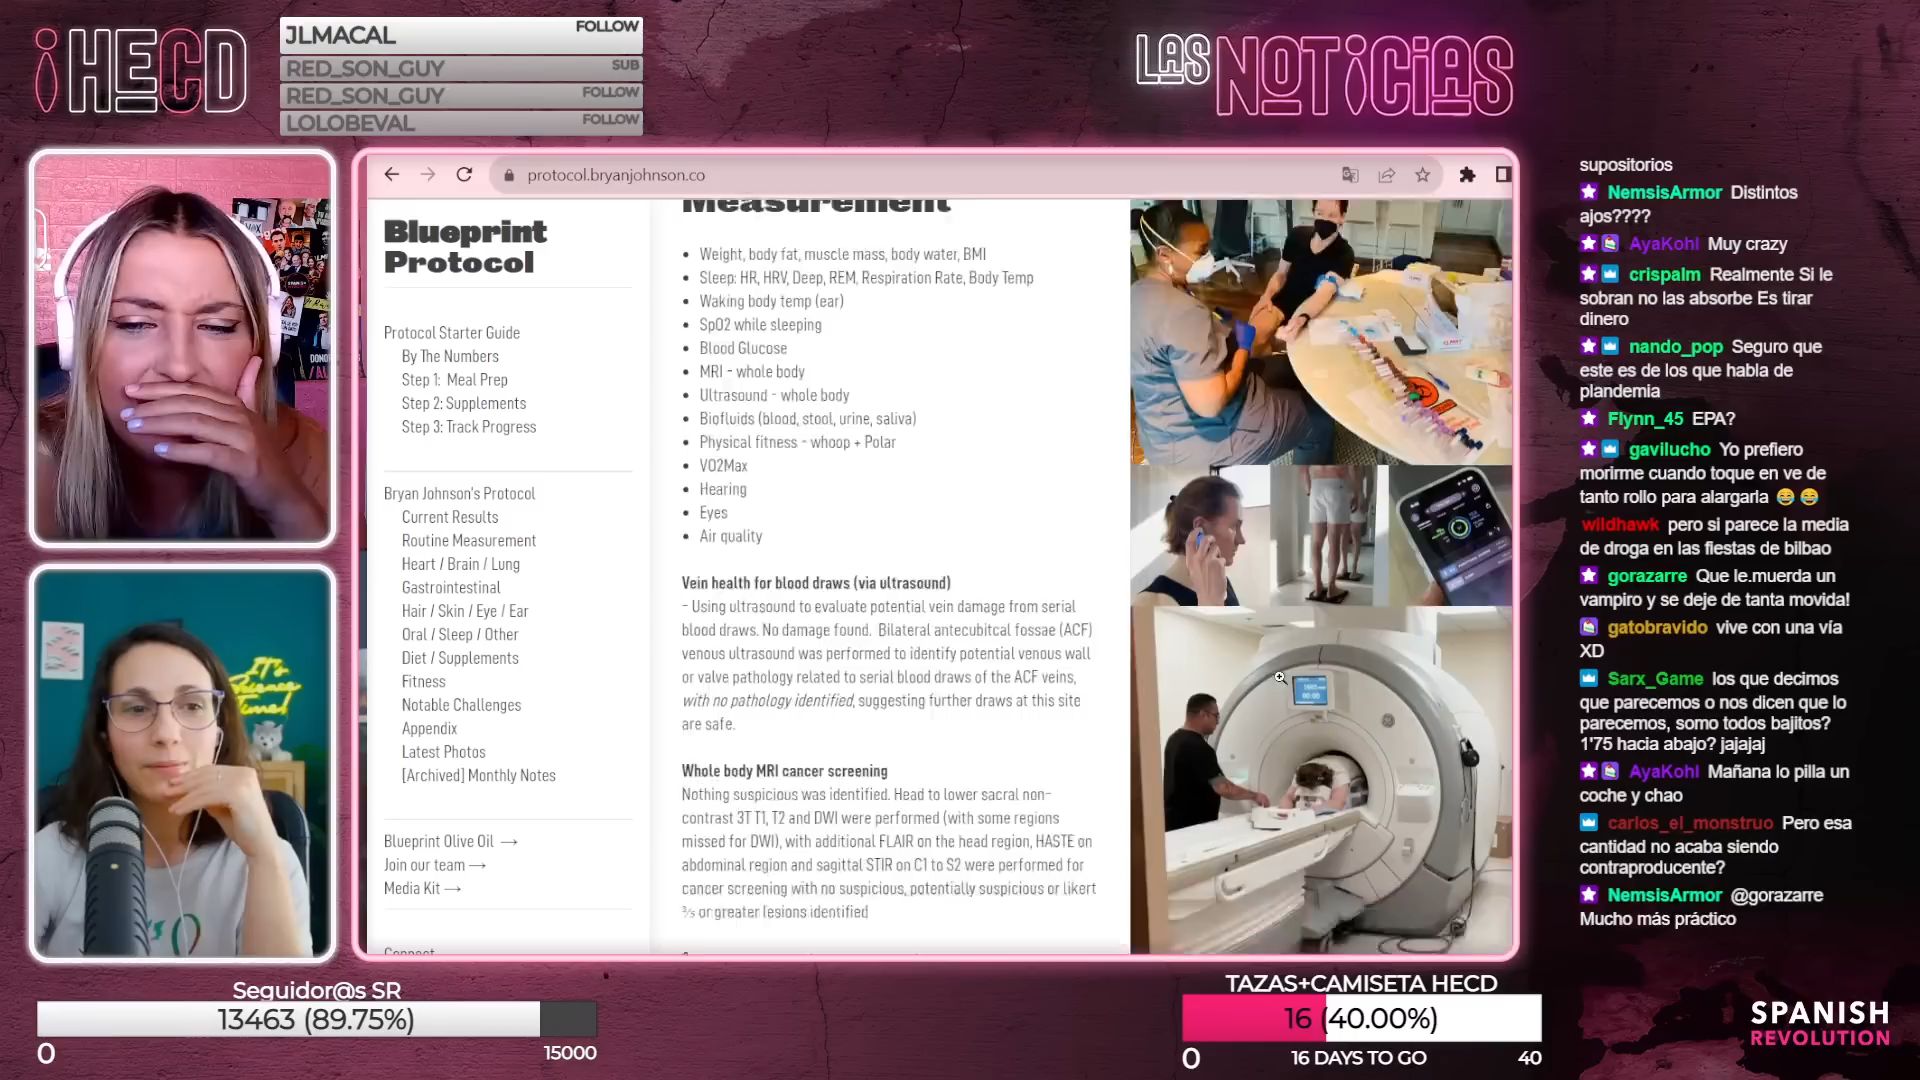 iHECD
JLMACAL FOLLOW
RED_SON_GUY SUB
RED_SON_GUY FOLLOW
LOLOBEVAL FOLLOW
LAS NOTICIAS
protocol.bryanjohnson.co
Blueprint
Protocol
Protocol Starter Guide
By The Numbers
Step 1: Meal Prep
Step 2: Supplements
Step 3: Track Progress
Bryan Johnson's Protocol
Current Results
Routine Measurement
Heart / Brain / Lung
Gastrointestinal
Hair / Skin / Eye / Ear
Oral / Sleep / Other
Diet / Supplements
Fitness
Notable Challenges
Appendix
Latest Photos
[Archived] Monthly Notes
Blueprint Olive Oil →
Join our team →
Media Kit →
Connect
Measurement
• Weight, body fat, muscle mass, body water, BMI
• Sleep: HR, HRV, Deep, REM, Respiration Rate, Body Temp
• Waking body temp (ear)
• SpO2 while sleeping
• Blood Glucose
• MRI - whole body
• Ultrasound - whole body
• Biofluids (blood, stool, urine, saliva)
• Physical fitness - whoop + Polar
• VO2Max
• Hearing
• Eyes
• Air quality
Vein health for blood draws (via ultrasound)
- Using ultrasound to evaluate potential vein damage from serial
blood draws. No damage found. Bilateral antecubitcal fossae (ACF)
venous ultrasound was performed to identify potential venous wall
or valve pathology related to serial blood draws of the ACF veins,
with no pathology identified, suggesting further draws at this site
are safe.
Whole body MRI cancer screening
Nothing suspicious was identified. Head to lower sacral non-
contrast 3T T1, T2 and DWI were performed (with some regions
missed for DWI), with additional FLAIR on the head region, HASTE on
abdominal region and sagittal STIR on C1 to S2 were performed for
cancer screening with no suspicious, potentially suspicious or likert
⅗ or greater lesions identified
It's
Science
Time!
supositorios
NemsisArmor Distintos
ajos????
AyaKohl Muy crazy
crispalm Realmente Si le
sobran no las absorbe Es tirar
dinero
nando_pop Seguro que
este es de los que habla de
plandemia
Flynn_45 EPA?
gavilucho Yo prefiero
morirme cuando toque en ve de
tanto rollo para alargarla 😂 😂
wildhawk pero si parece la media
de droga en las fiestas de bilbao
gorazarre Que le.muerda un
vampiro y se deje de tanta movida!
gatobravido vive con una vía
XD
Sarx_Game los que decimos
que parecemos o nos dicen que lo
parecemos, somo todos bajitos?
1'75 hacia abajo? jajajaj
AyaKohl Mañana lo pilla un
coche y chao
carlos_el_monstruo Pero esa
cantidad no acaba siendo
contraproducente?
NemsisArmor @gorazarre
Mucho más práctico
Seguidor@s SR
13463 (89.75%)
0 15000
TAZAS+CAMISETA HECD
16 (40.00%)
0 16 DAYS TO GO 40
SPANISH
REVOLUTION